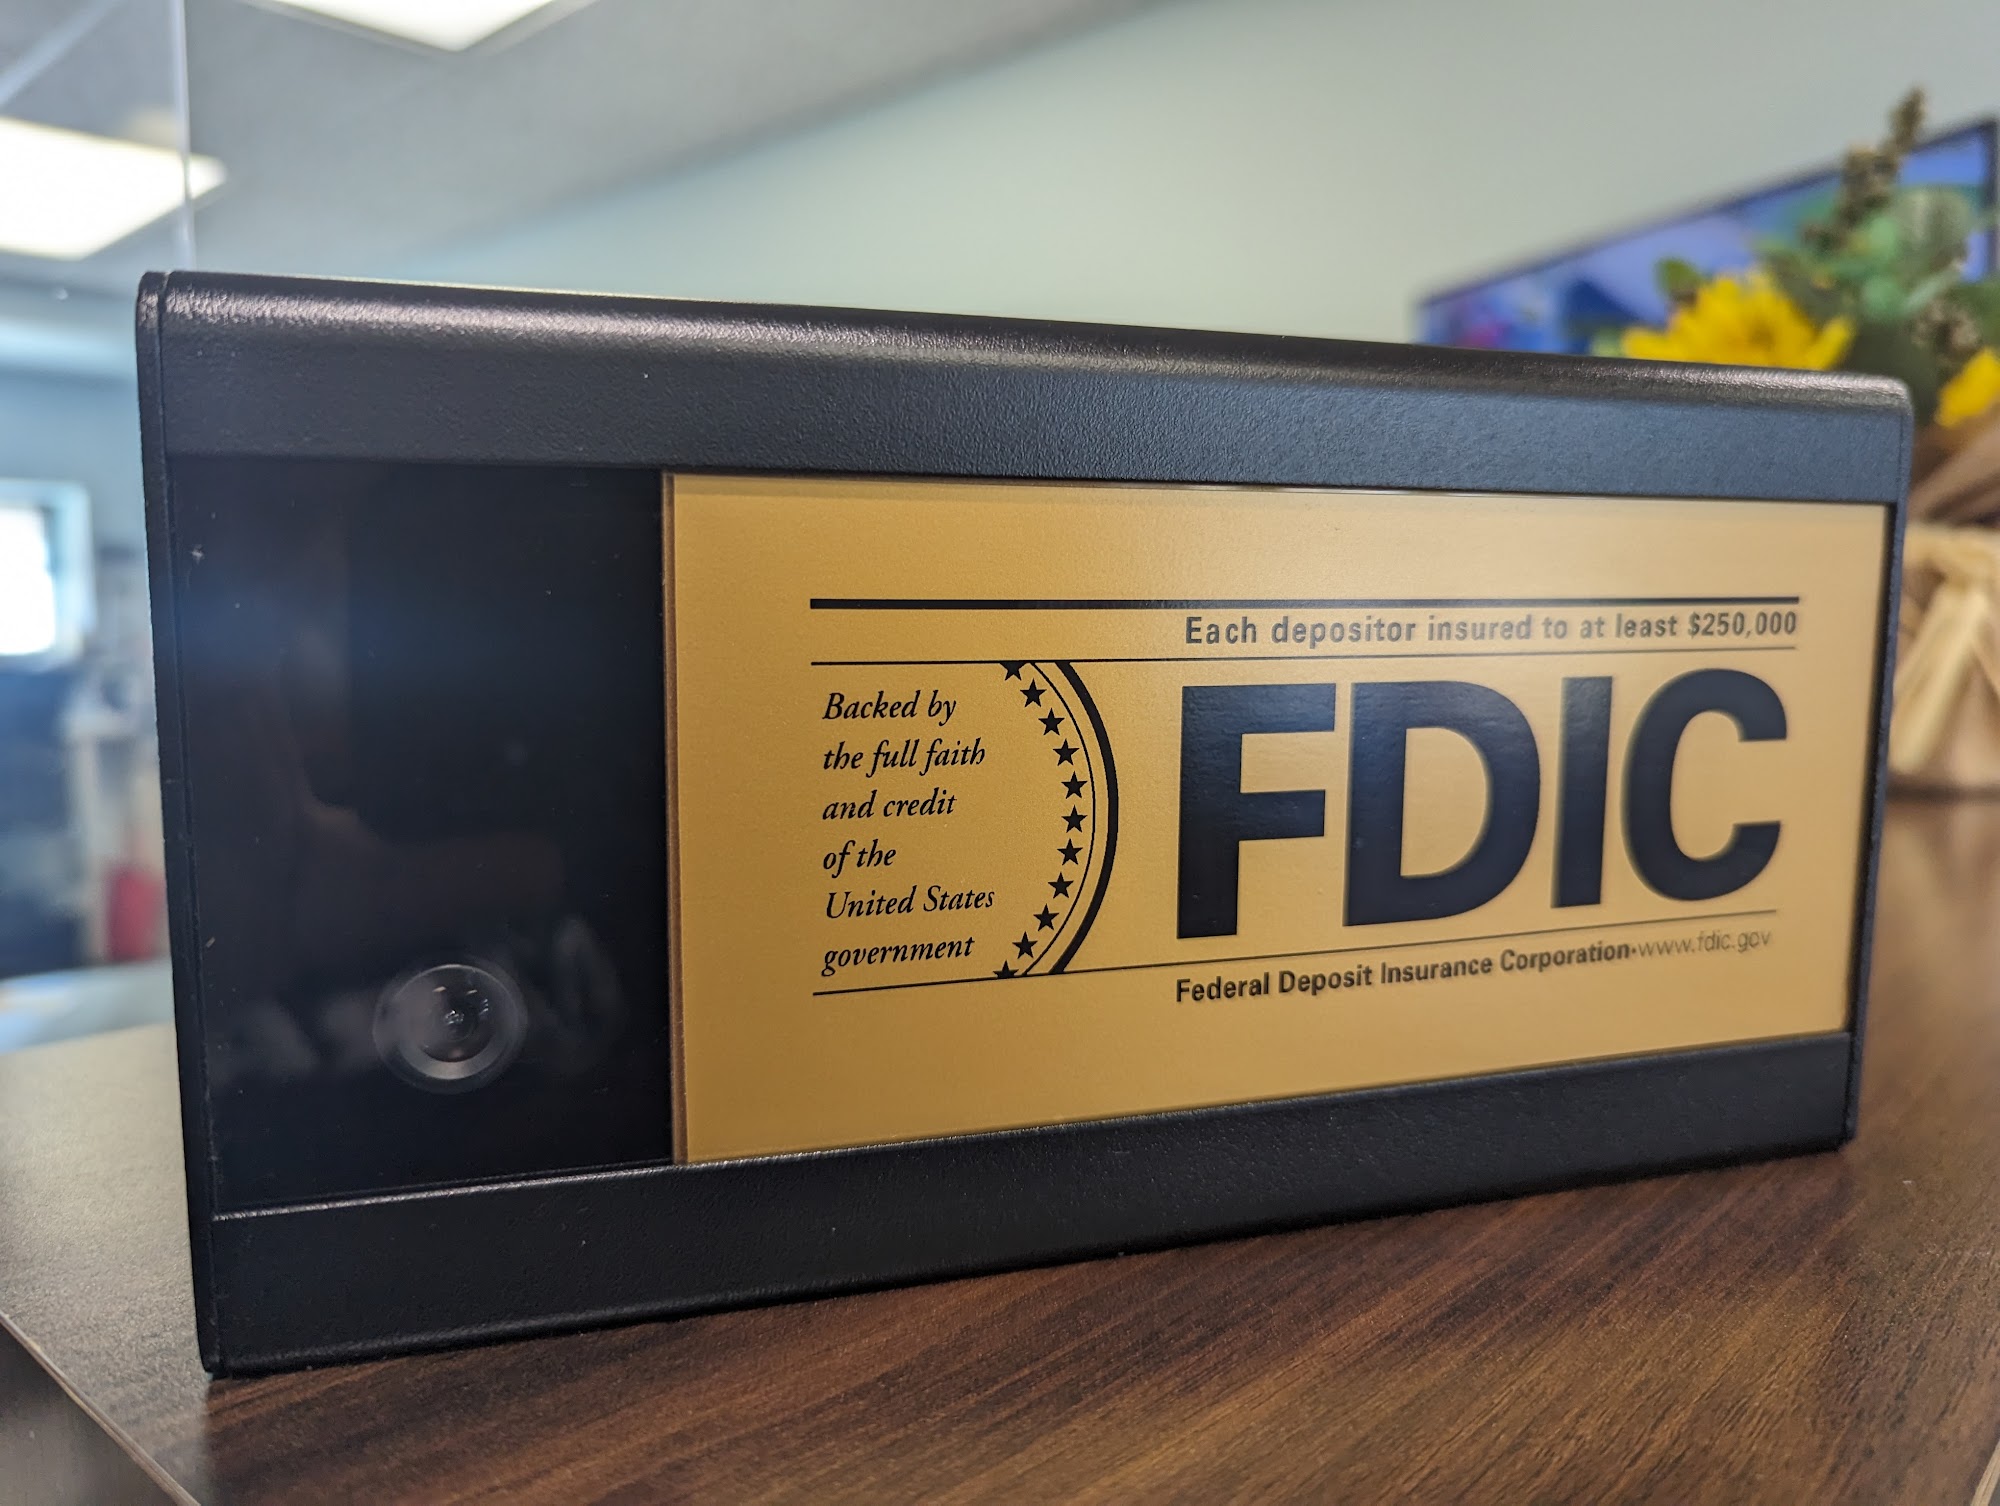 Each depositor insured to at least $250,000
Backed by
the full faith
and credit
of the
United States
government
FDIC
Federal Deposit Insurance Corporation•www.fdic.gov